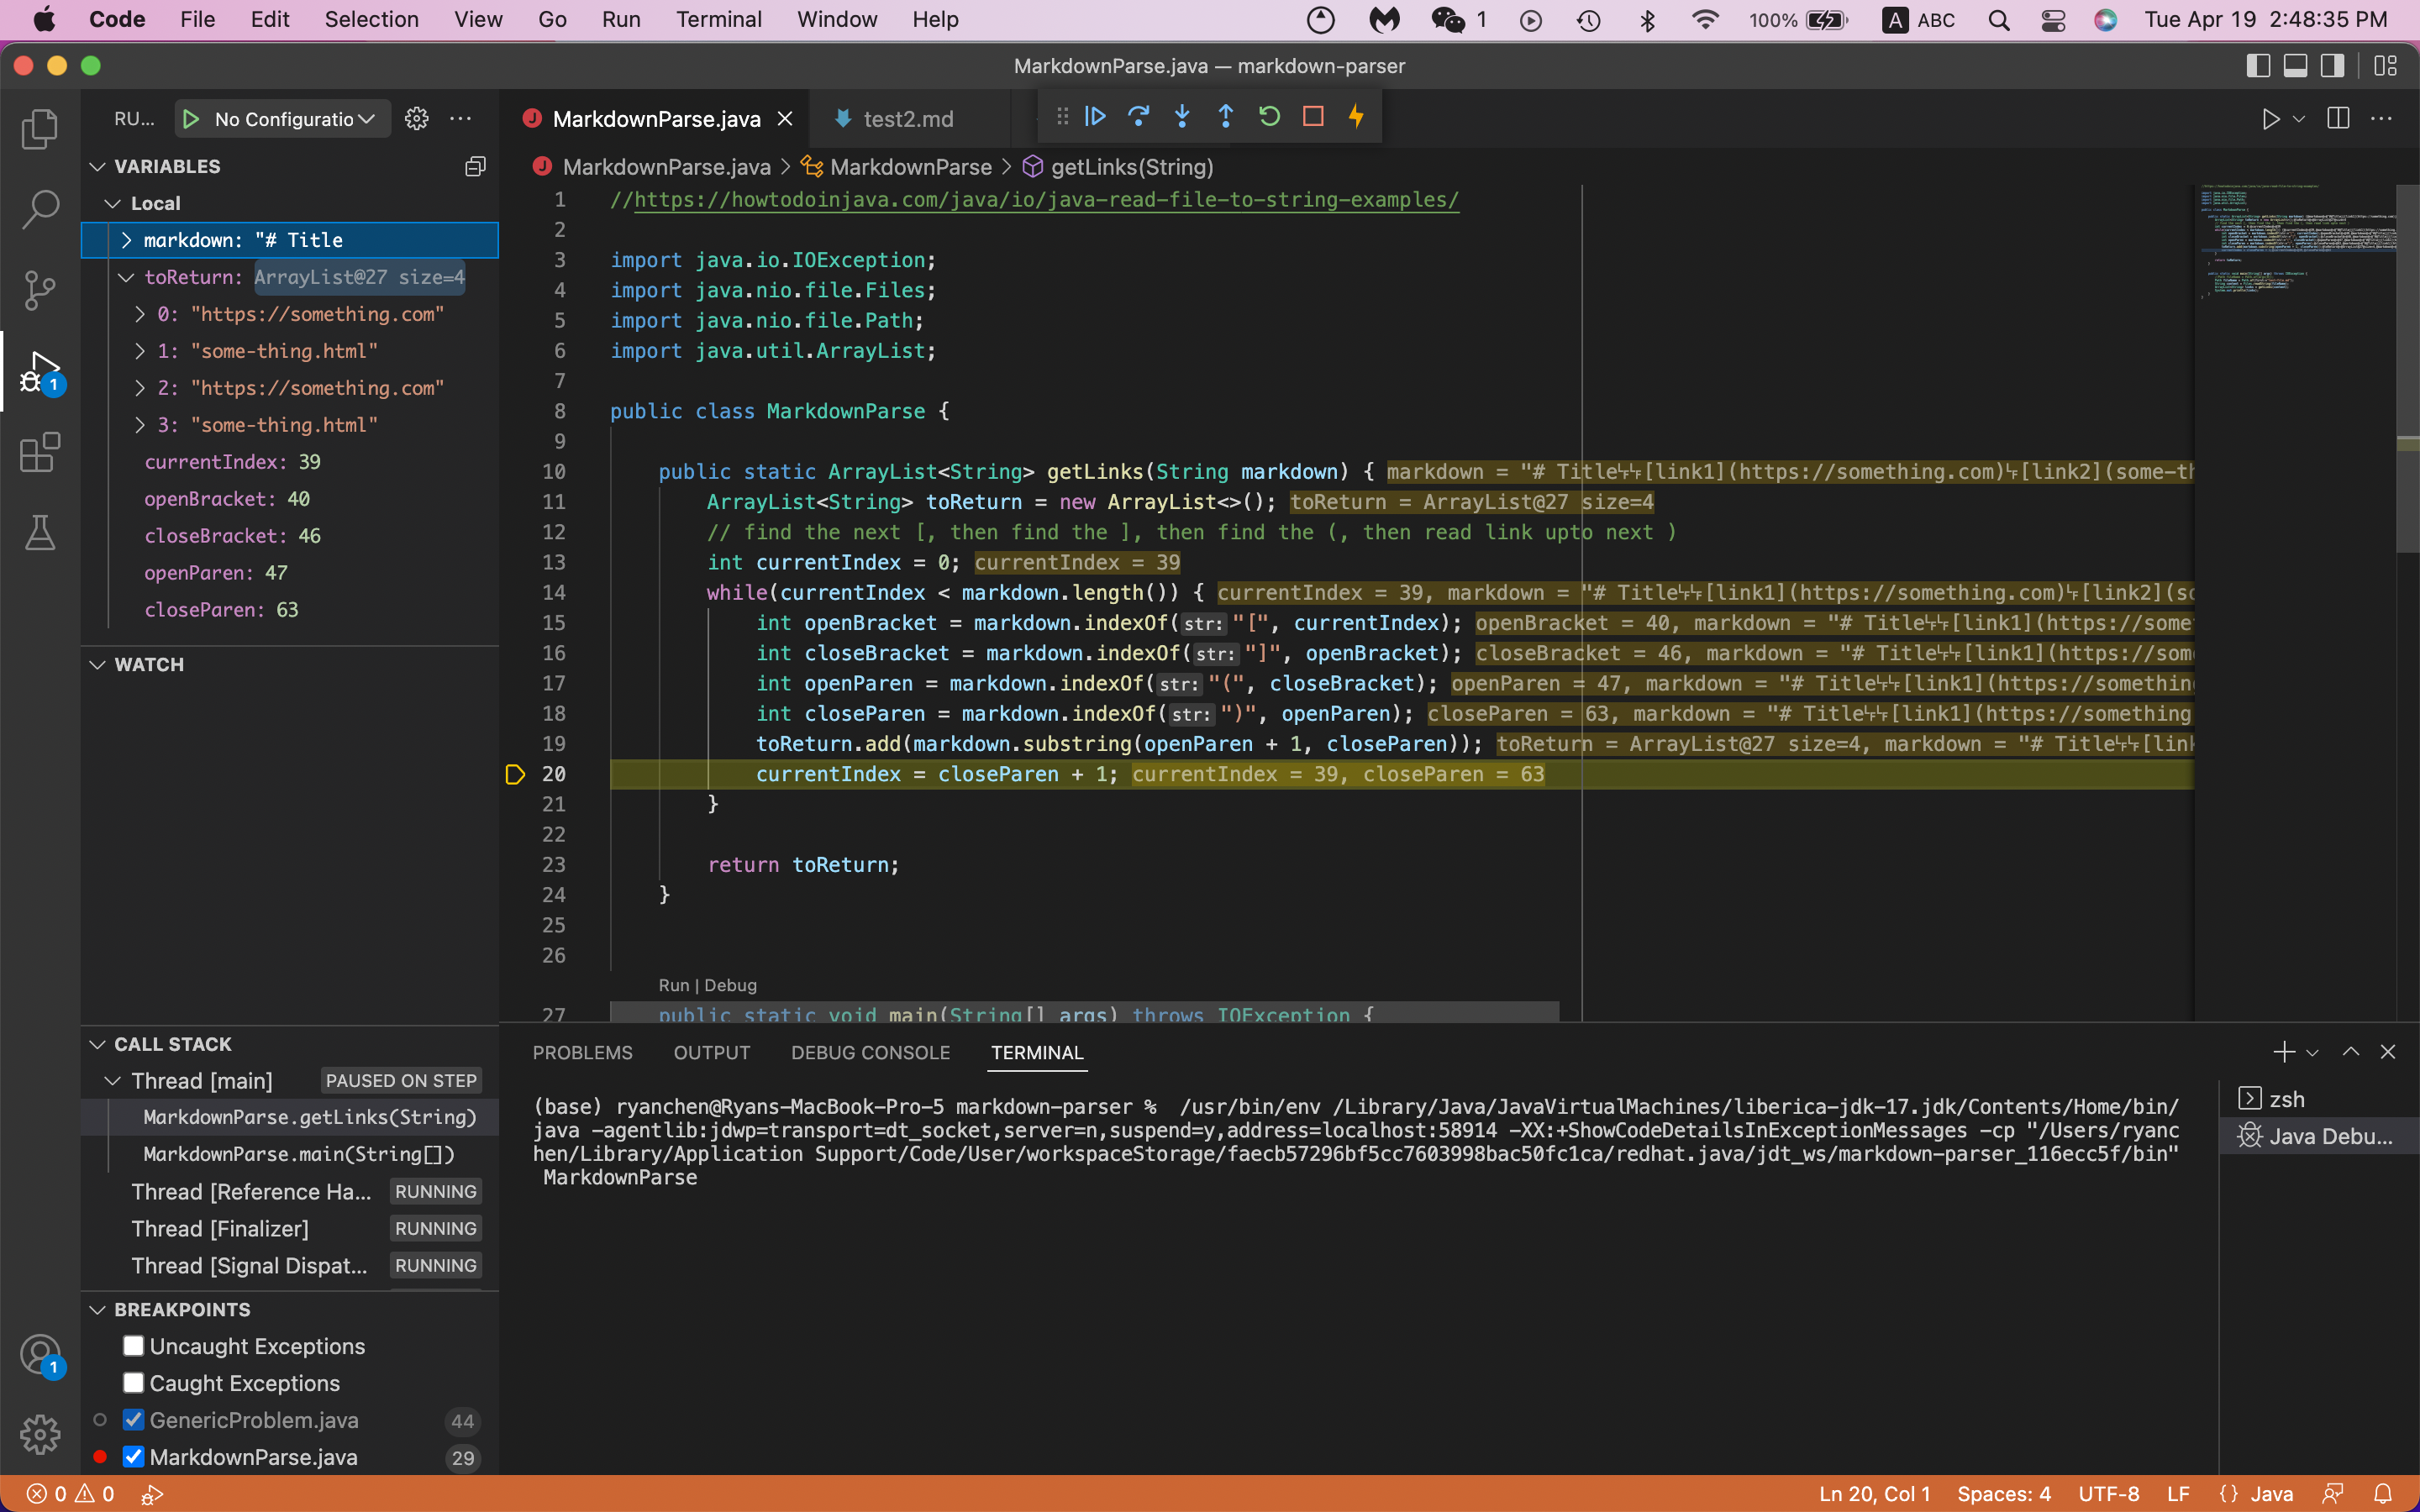 Code File Edit Selection View Go Run Terminal Window Help 1 100% A ABC Tue Apr 19 2:48:35 PM
MarkdownParse.java — markdown-parser
RU... No Configuratio
MarkdownParse.java test2.md
MarkdownParse.java > MarkdownParse > getLinks(String)
VARIABLES
Local
markdown: "# Title
toReturn: ArrayList@27 size=4
0: "https://something.com"
1: "some-thing.html"
2: "https://something.com"
3: "some-thing.html"
currentIndex: 39
openBracket: 40
closeBracket: 46
openParen: 47
closeParen: 63
WATCH
CALL STACK
Thread [main] PAUSED ON STEP
MarkdownParse.getLinks(String)
MarkdownParse.main(String[])
Thread [Reference Ha... RUNNING
Thread [Finalizer] RUNNING
Thread [Signal Dispat... RUNNING
BREAKPOINTS
Uncaught Exceptions
Caught Exceptions
GenericProblem.java 44
MarkdownParse.java 29
1
1
1 //https://howtodoinjava.com/java/io/java-read-file-to-string-examples/
2
3 import java.io.IOException;
4 import java.nio.file.Files;
5 import java.nio.file.Path;
6 import java.util.ArrayList;
7
8 public class MarkdownParse {
9
10 public static ArrayList<String> getLinks(String markdown) { markdown = "# Title␤␤[link1](https://something.com)␤[link2](some-th
11 ArrayList<String> toReturn = new ArrayList<>(); toReturn = ArrayList@27 size=4
12 // find the next [, then find the ], then find the (, then read link upto next )
13 int currentIndex = 0; currentIndex = 39
14 while(currentIndex < markdown.length()) { currentIndex = 39, markdown = "# Title␤␤[link1](https://something.com)␤[link2](so
15 int openBracket = markdown.indexOf(str: "[", currentIndex); openBracket = 40, markdown = "# Title␤␤[link1](https://some
16 int closeBracket = markdown.indexOf(str: "]", openBracket); closeBracket = 46, markdown = "# Title␤␤[link1](https://som
17 int openParen = markdown.indexOf(str: "(", closeBracket); openParen = 47, markdown = "# Title␤␤[link1](https://somethin
18 int closeParen = markdown.indexOf(str: ")", openParen); closeParen = 63, markdown = "# Title␤␤[link1](https://something
19 toReturn.add(markdown.substring(openParen + 1, closeParen)); toReturn = ArrayList@27 size=4, markdown = "# Title␤␤[link
20 currentIndex = closeParen + 1; currentIndex = 39, closeParen = 63
21 }
22
23 return toReturn;
24 }
25
26
Run | Debug
27 public static void main(String[] args) throws IOException {
PROBLEMS OUTPUT DEBUG CONSOLE TERMINAL
(base) ryanchen@Ryans-MacBook-Pro-5 markdown-parser % /usr/bin/env /Library/Java/JavaVirtualMachines/liberica-jdk-17.jdk/Contents/Home/bin/
java -agentlib:jdwp=transport=dt_socket,server=n,suspend=y,address=localhost:58914 -XX:+ShowCodeDetailsInExceptionMessages -cp "/Users/ryanc
hen/Library/Application Support/Code/User/workspaceStorage/faecb57296bf5cc7603998bac50fc1ca/redhat.java/jdt_ws/markdown-parser_116ecc5f/bin"
MarkdownParse
zsh
Java Debu...
0 0 Ln 20, Col 1 Spaces: 4 UTF-8 LF {} Java